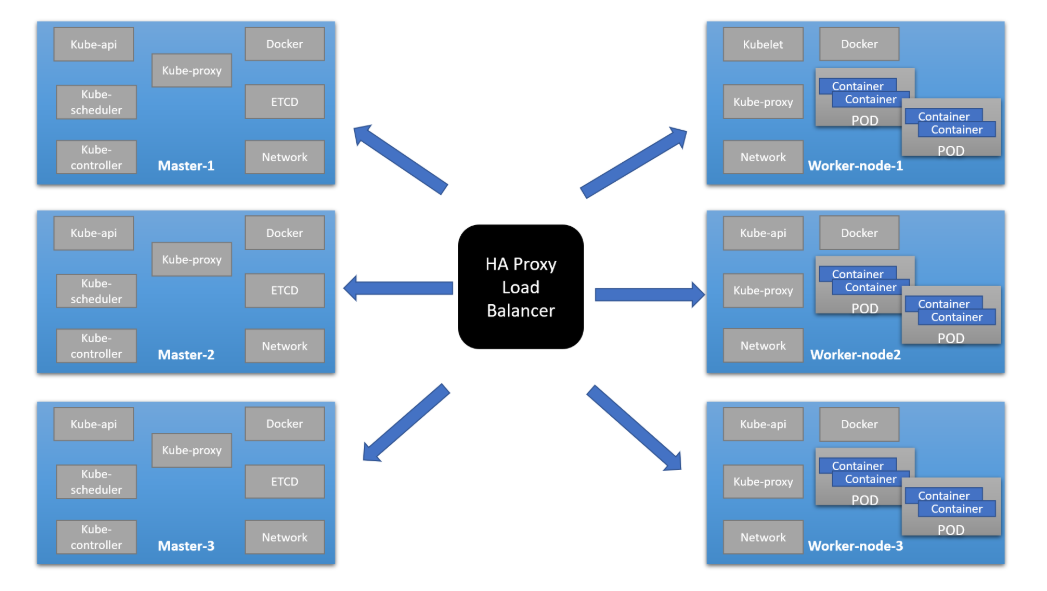 Kube-api
Docker
Kube-proxy
Kube-
scheduler
ETCD
Kube-
controller
Master-1
Network
Kube-api
Docker
Kube-proxy
Kube-
scheduler
ETCD
Kube-
controller
Master-2
Network
Kube-api
Docker
Kube-proxy
Kube-
scheduler
ETCD
Kube-
controller
Master-3
Network
HA Proxy
Load
Balancer
Kubelet
Docker
Kube-proxy
Container
Container
POD
Container
Container
POD
Network
Worker-node-1
Kube-api
Docker
Kube-proxy
Container
Container
POD
Container
Container
POD
Network
Worker-node2
Kube-api
Docker
Kube-proxy
Container
Container
POD
Container
Container
POD
Network
Worker-node-3